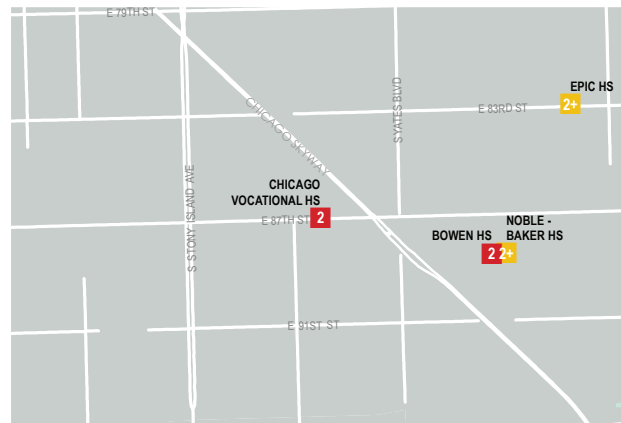 E 79TH ST
EPIC HS
2+
E 83RD ST
S YATES BLVD
CHICAGO SKYWAY
S STONY ISLAND AVE
CHICAGO
VOCATIONAL HS
E 87TH ST
2
NOBLE -
BAKER HS
BOWEN HS
2 2+
E 91ST ST